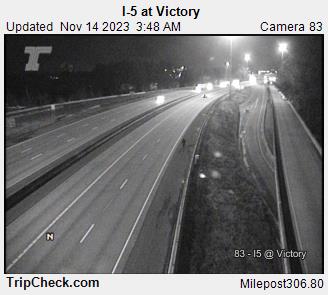 I-5 at Victory
Updated  Nov 14 2023  3:48 AM
Camera 83
T
N
83 - I5 @ Victory
TripCheck.com
Milepost306.80